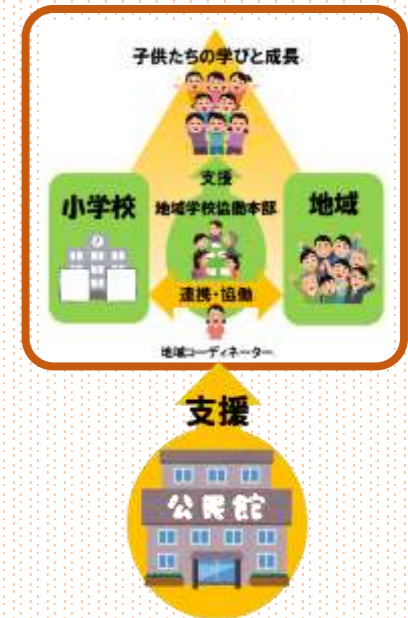 子供たちの学びと成長
支援
小学校
地域学校協働本部
地域
連携・協働
地域コーディネーター
支援
公民館